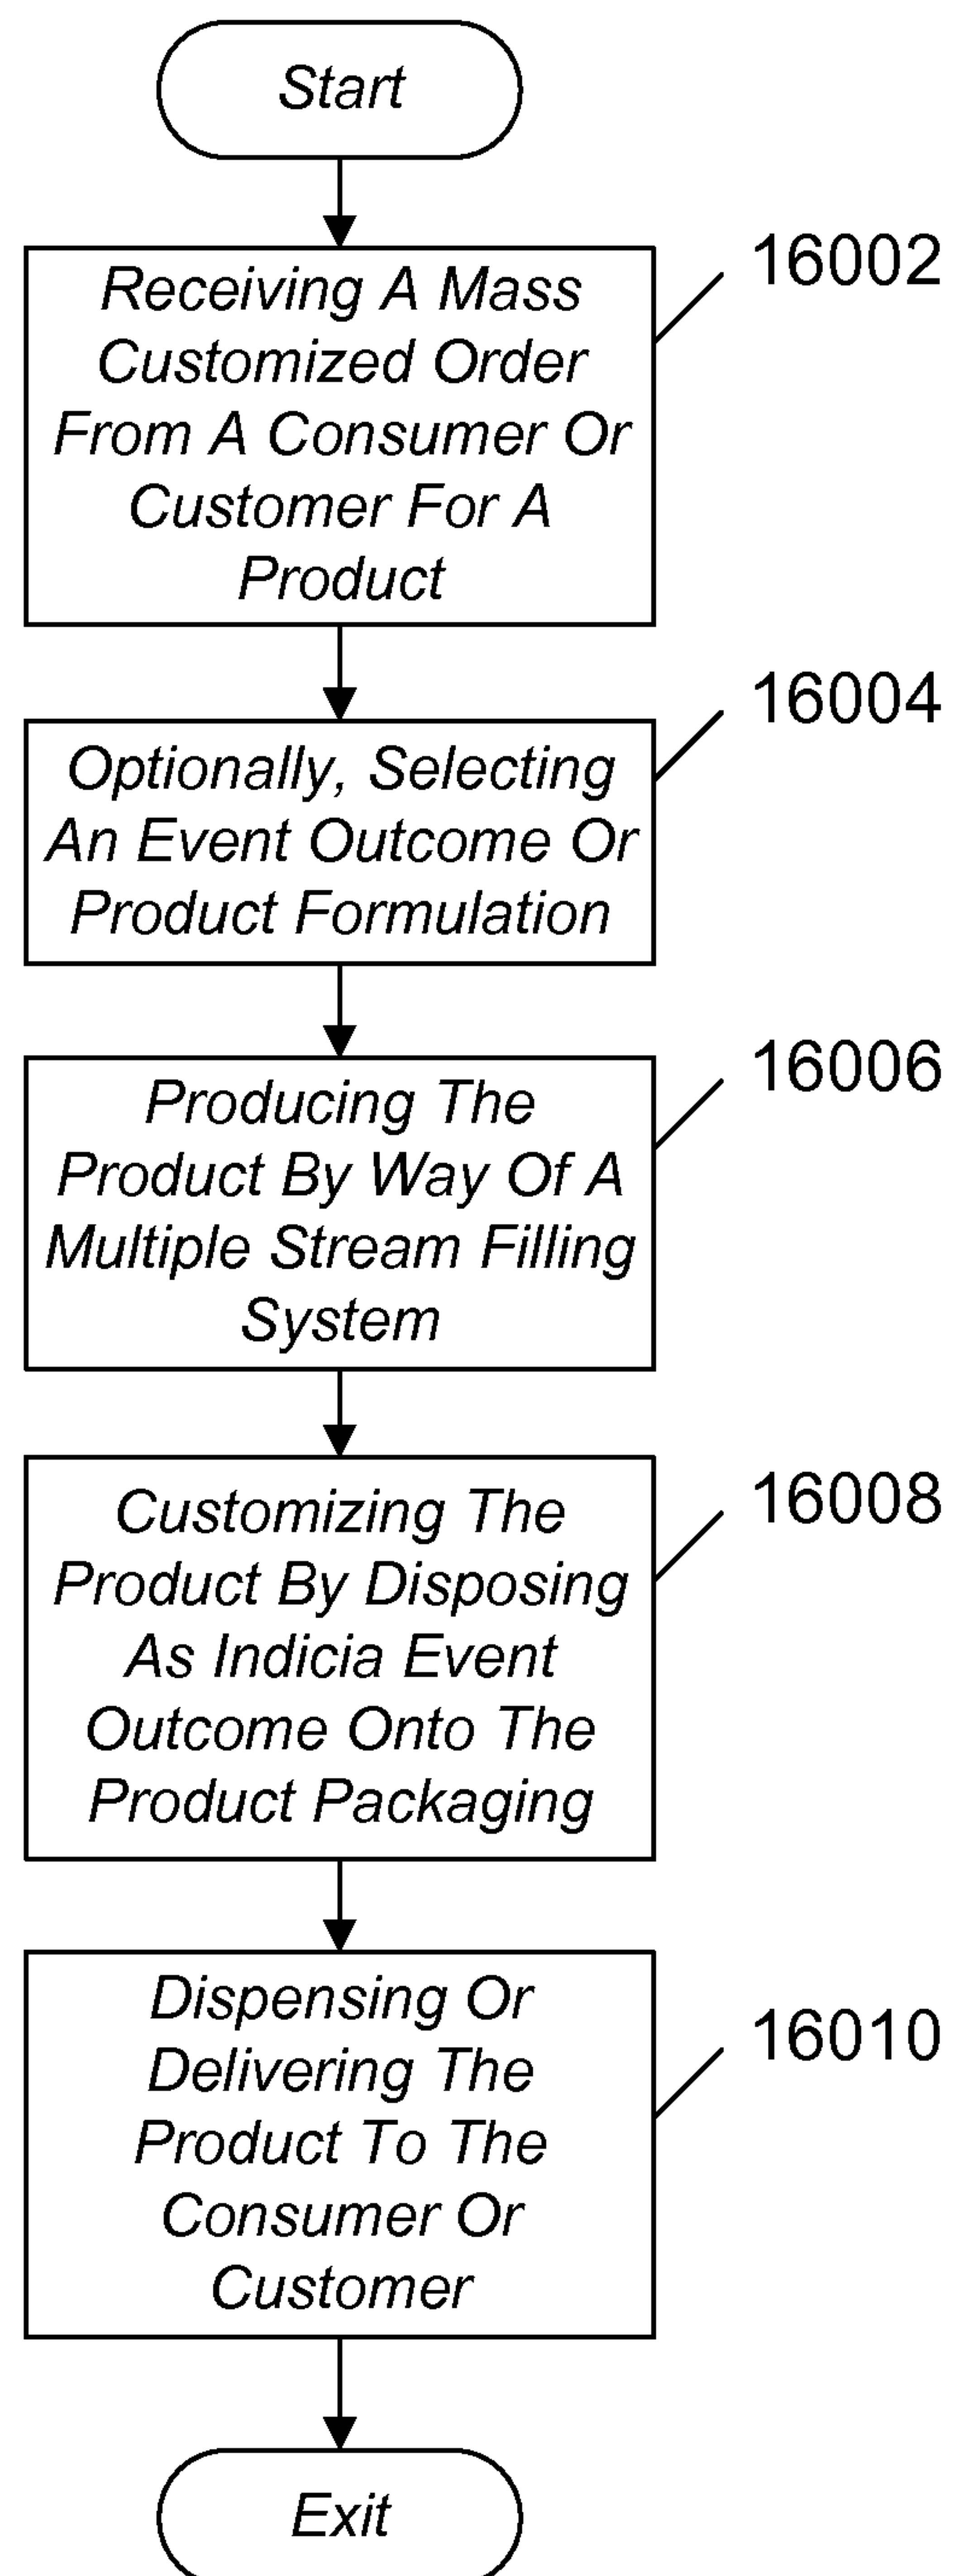 Start
Receiving A Mass
Customized Order
From A Consumer Or
Customer For A
Product
16002
Optionally, Selecting
An Event Outcome Or
Product Formulation
16004
Producing The
Product By Way Of A
Multiple Stream Filling
System
16006
Customizing The
Product By Disposing
As Indicia Event
Outcome Onto The
Product Packaging
16008
Dispensing Or
Delivering The
Product To The
Consumer Or
Customer
16010
Exit